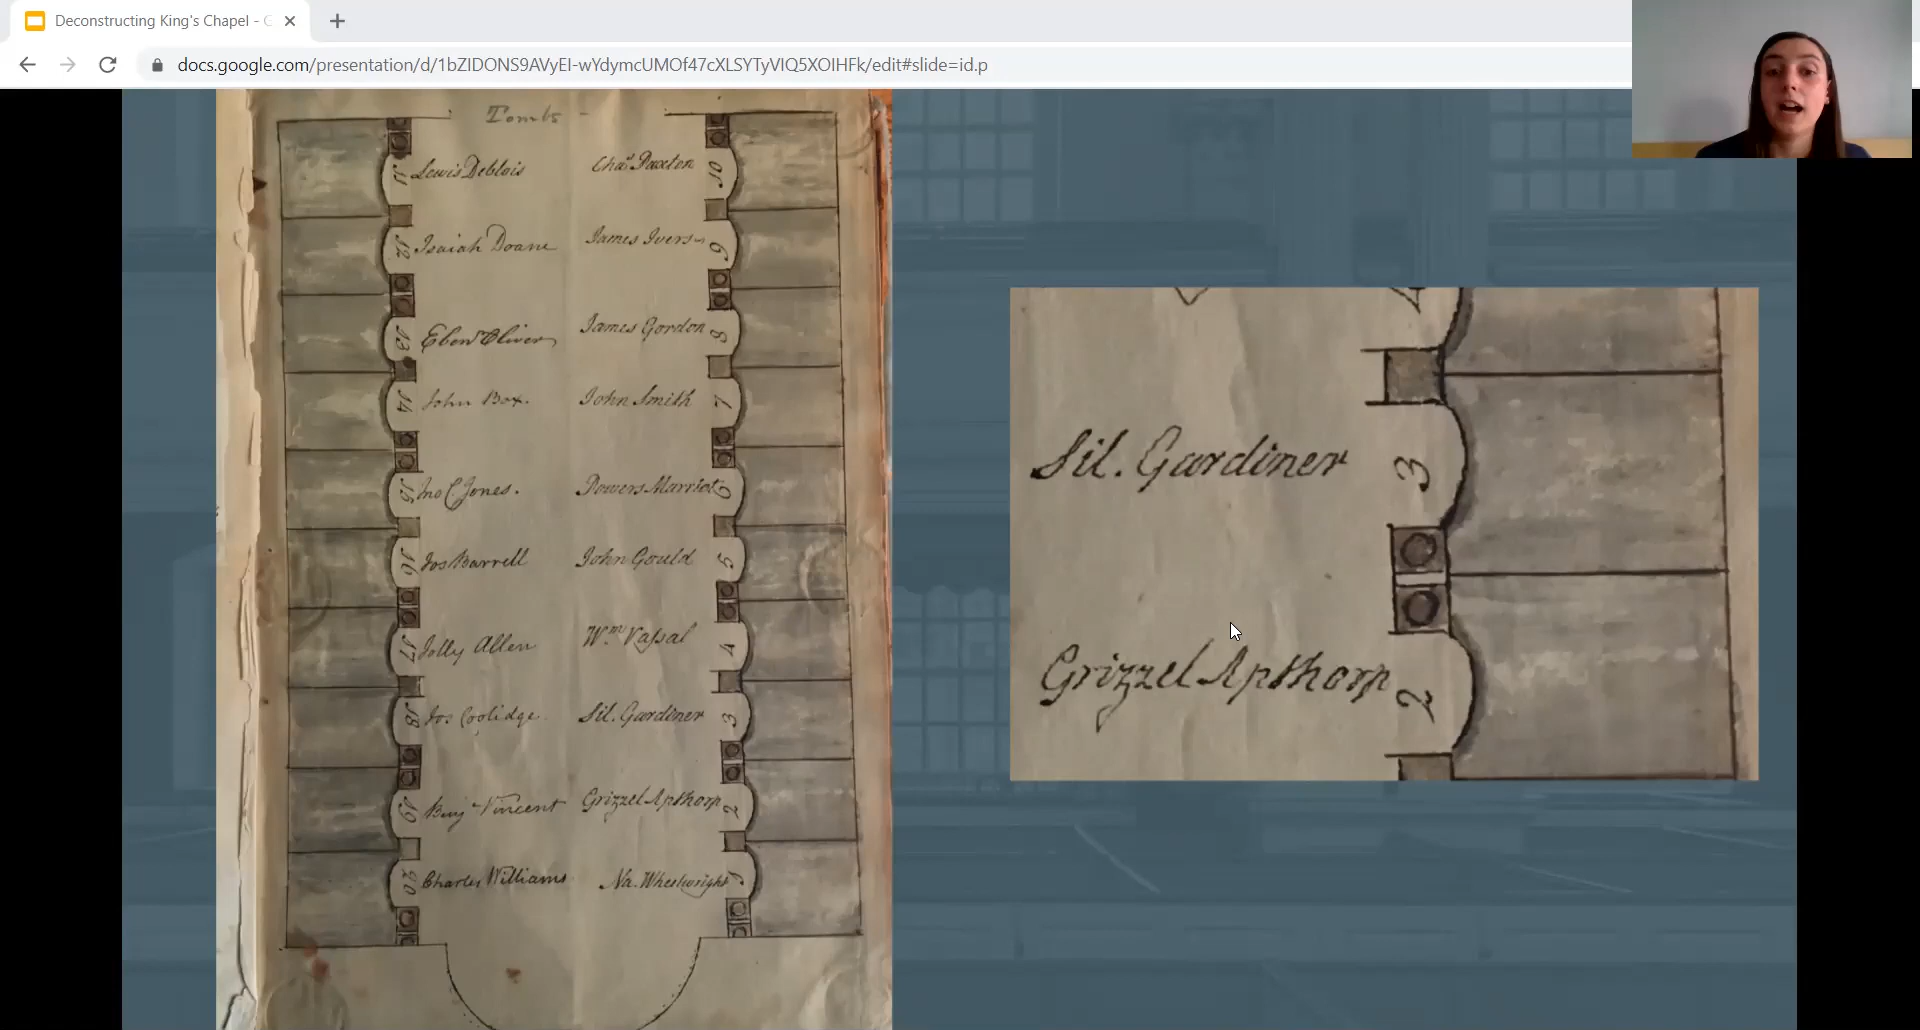 Deconstructing King's Chapel - G
docs.google.com/presentation/d/1bZIDONS9AVyEI-wYdymcUMOf47cXLSYTyVIQ5XOIHFk/edit#slide=id.p
Tombs -
11 Lewis Deblois Chas. Paxton 10
12 Isaiah Doane James Ivers 9
13 Eben Oliver James Gordon 8
14 John Box. John Smith 7
15 Jno C. Jones. Powers Marriot 6
16 Jos Barrell John Gould 5
17 Jolly Allen Wm Vassal 4
18 Jos Coolidge. Sil. Gardiner 3
19 Benj Vincent Grizzel Apthorp 2
20 Charles Williams. Na. Wheelwright 1
Sil. Gardiner 3
Grizzel Apthorp 2